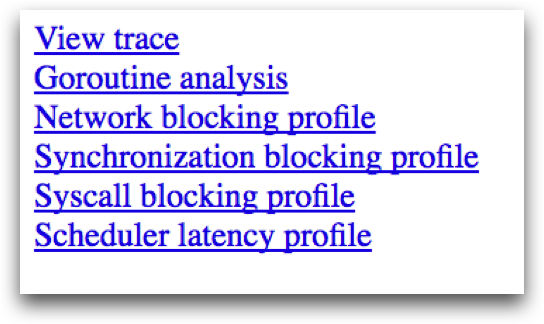 View trace
Goroutine analysis
Network blocking profile
Synchronization blocking profile
Syscall blocking profile
Scheduler latency profile